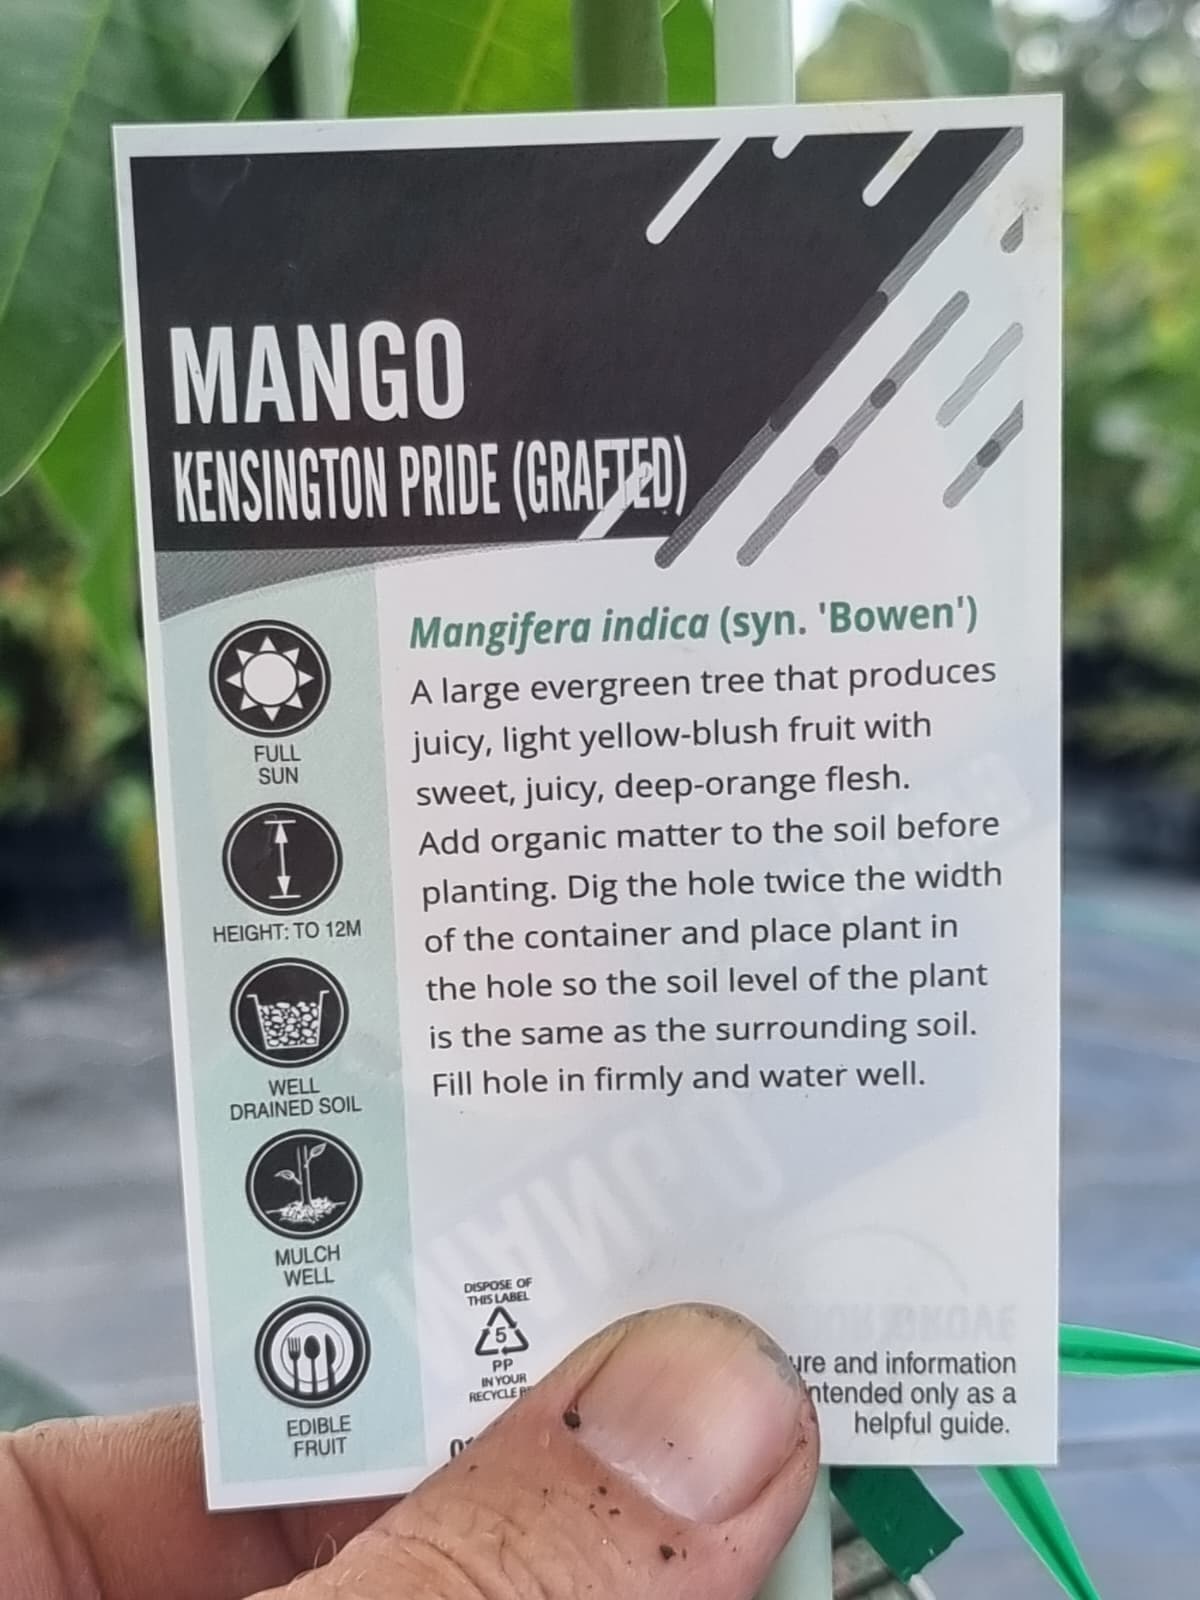 MANGO
KENSINGTON PRIDE (GRAFTED)
Mangifera indica (syn. 'Bowen')
A large evergreen tree that produces
juicy, light yellow-blush fruit with
sweet, juicy, deep-orange flesh.
Add organic matter to the soil before
planting. Dig the hole twice the width
of the container and place plant in
the hole so the soil level of the plant
is the same as the surrounding soil.
Fill hole in firmly and water well.
FULL
SUN
HEIGHT: TO 12M
WELL
DRAINED SOIL
MULCH
WELL
EDIBLE
FRUIT
DISPOSE OF
THIS LABEL
5
PP
IN YOUR
RECYCLE
and information
only as a
helpful guide.